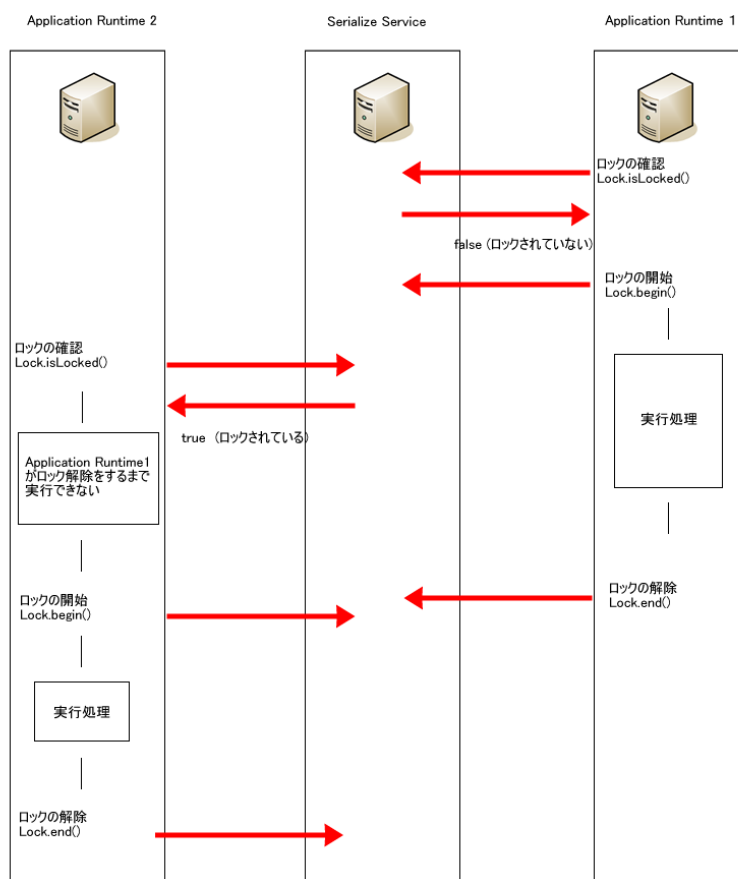 Application Runtime 2
Serialize Service
Application Runtime 1
ロックの確認
Lock.isLocked()
false (ロックされていない)
ロックの開始
Lock.begin()
ロックの確認
Lock.isLocked()
実行処理
true (ロックされている)
Application Runtime1
がロック解除をするまで
実行できない
ロックの解除
Lock.end()
ロックの開始
Lock.begin()
実行処理
ロックの解除
Lock.end()